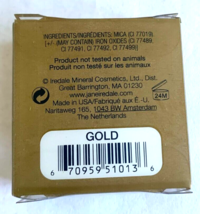 INGREDIENTS/INGRÉDIENTS: MICA (CI 77019),
[+/- (MAY CONTAIN) IRON OXIDES (CI 77489,
CI 77491, CI 77492, CI 77499)]
Product not tested on animals
Produit non testé sur les animaux
© Iredale Mineral Cosmetics, Ltd., Dist.
Great Barrington, MA 01230
www.janeiredale.com
Made in USA/Fabriqué aux É.-U.
Naritaweg 165, 1043 BW Amsterdam
The Netherlands
24M
GOLD
6 70959 51013 6